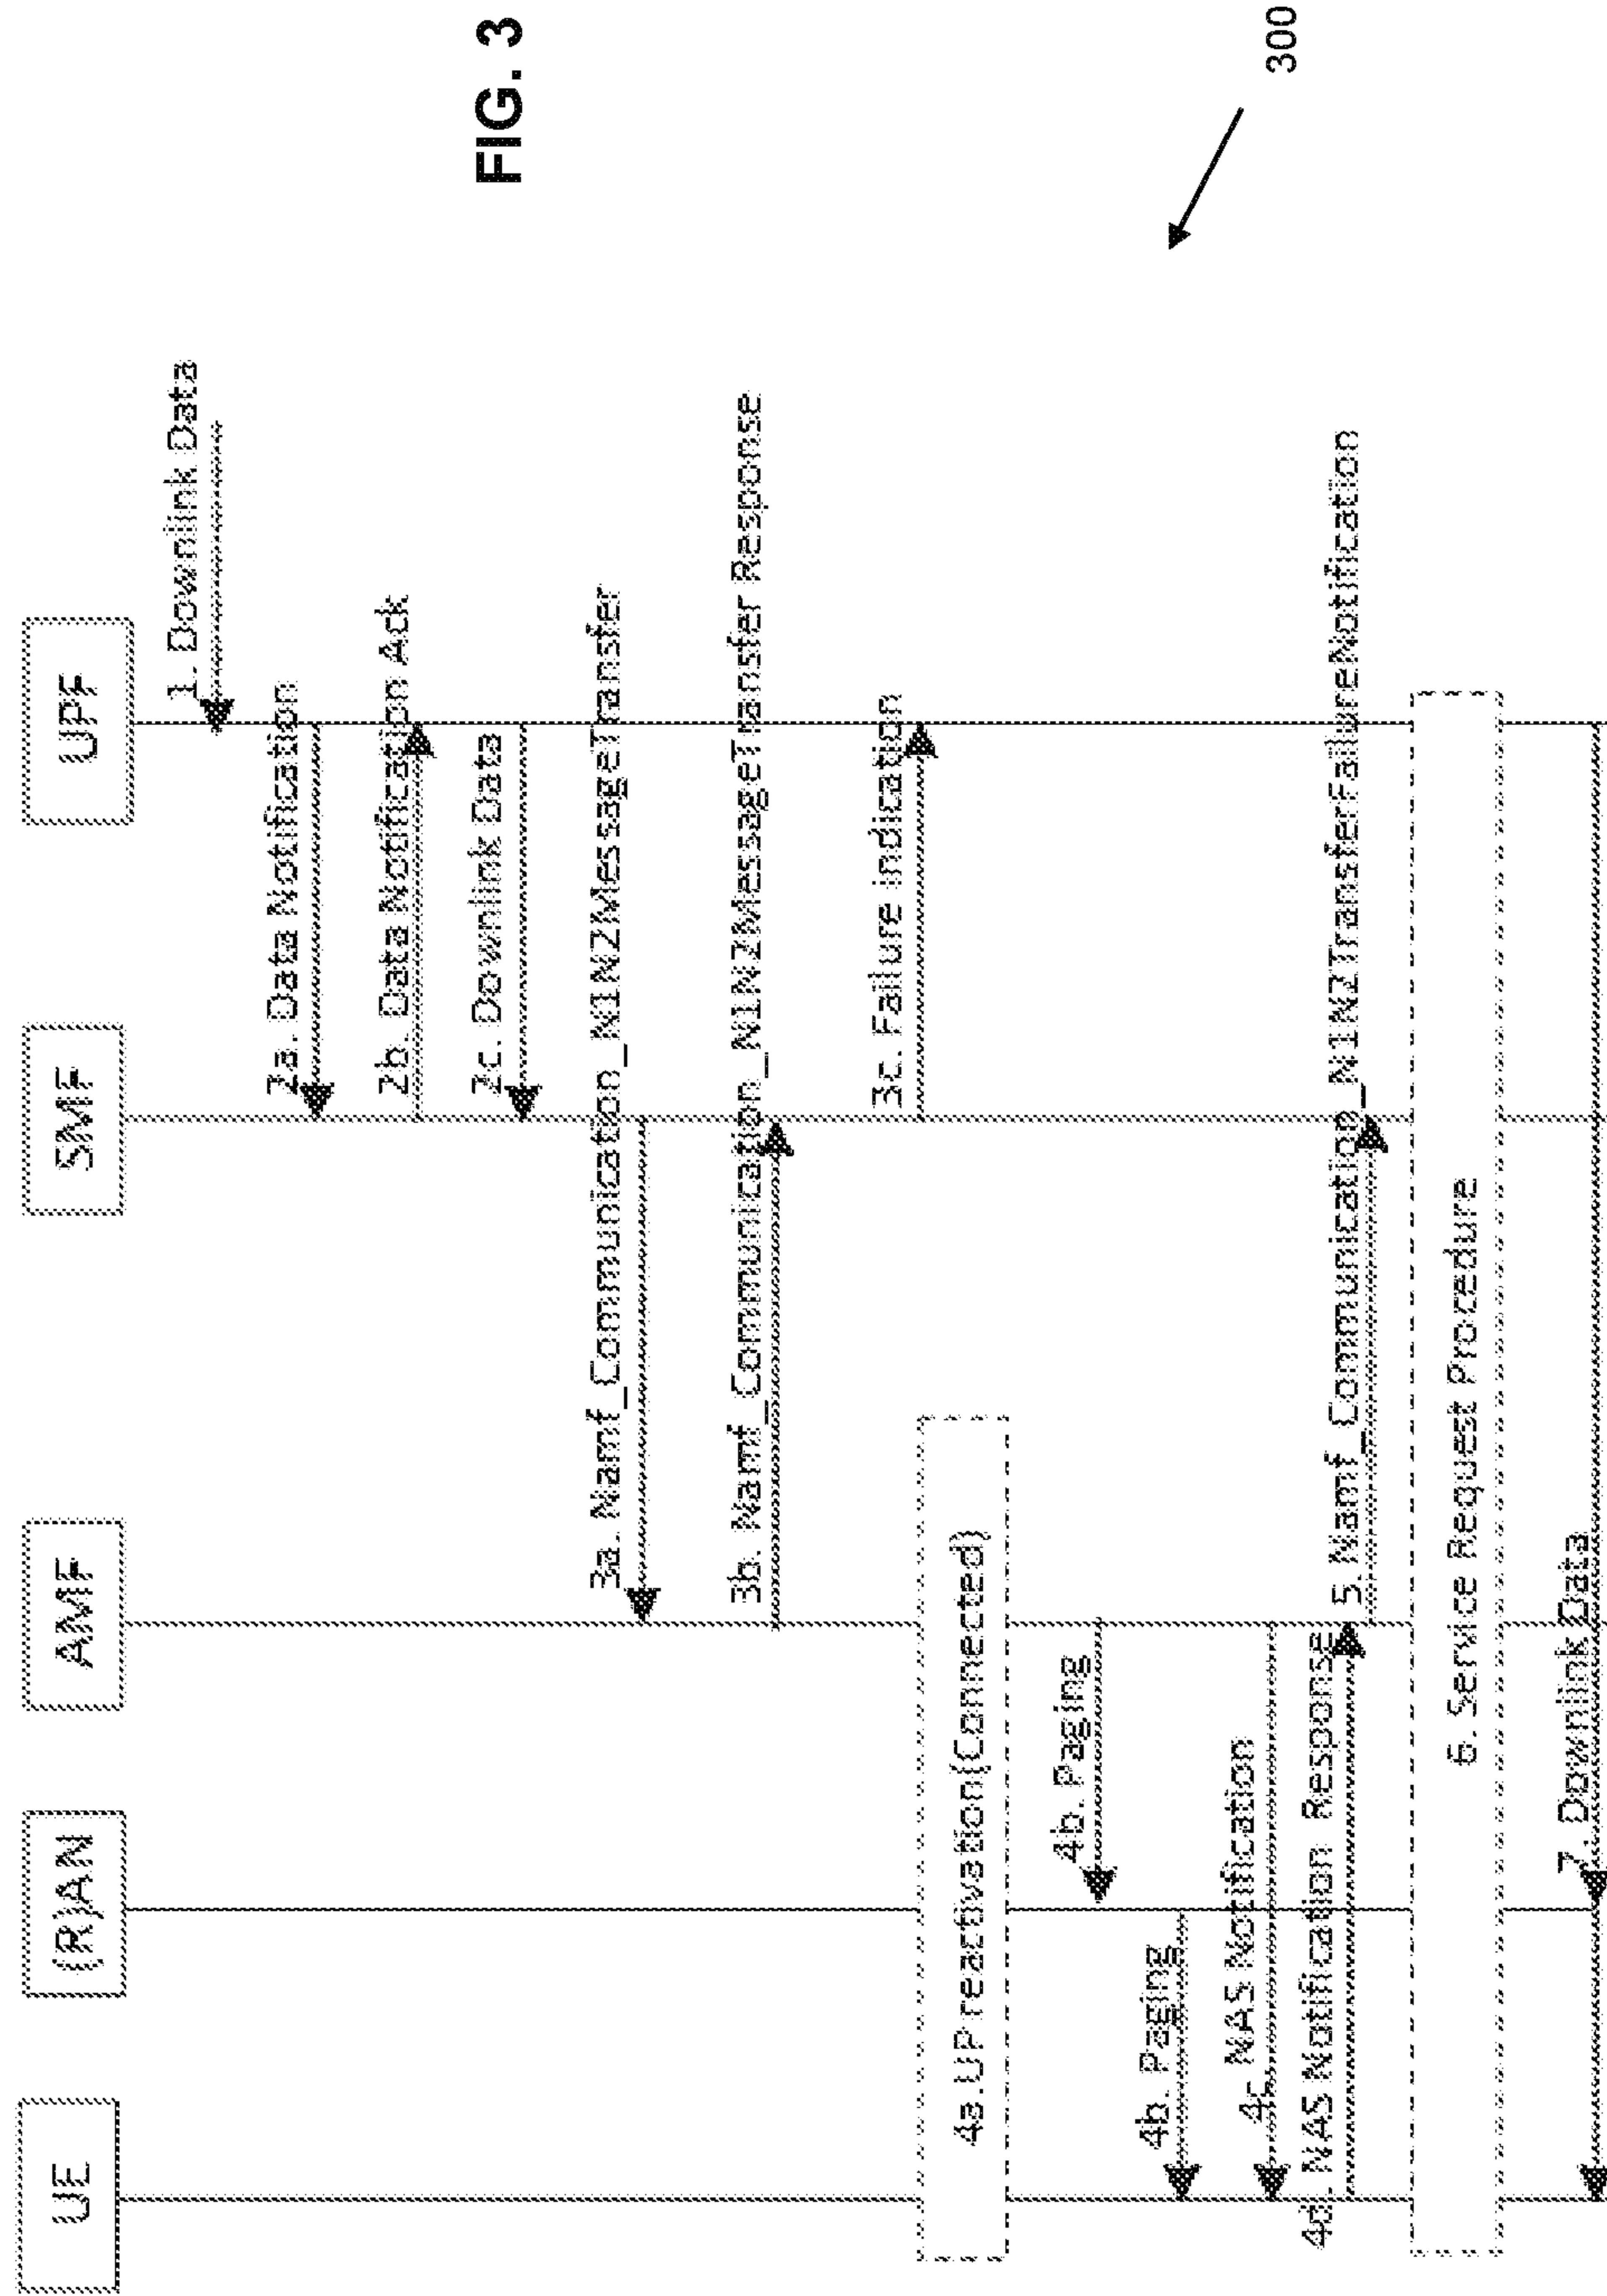 UE
(R)AN
AMF
SMF
UPF
1. Downlink Data
2a. Data Notification
2b. Data Notification Ack
2c. Downlink Data
3a. Namf_Communication_N1N2MessageTransfer
3b. Namf_Communication_N1N2MessageTransfer Response
3c. Failure indication
4a.UP reactivation(Connected)
4b. Paging
4b. Paging
4c. NAS Notification
4d. NAS Notification Response
5. Namf_Communication_N1N2TransferFailureNotification
6. Service Request Procedure
7. Downlink Data
FIG. 3
300